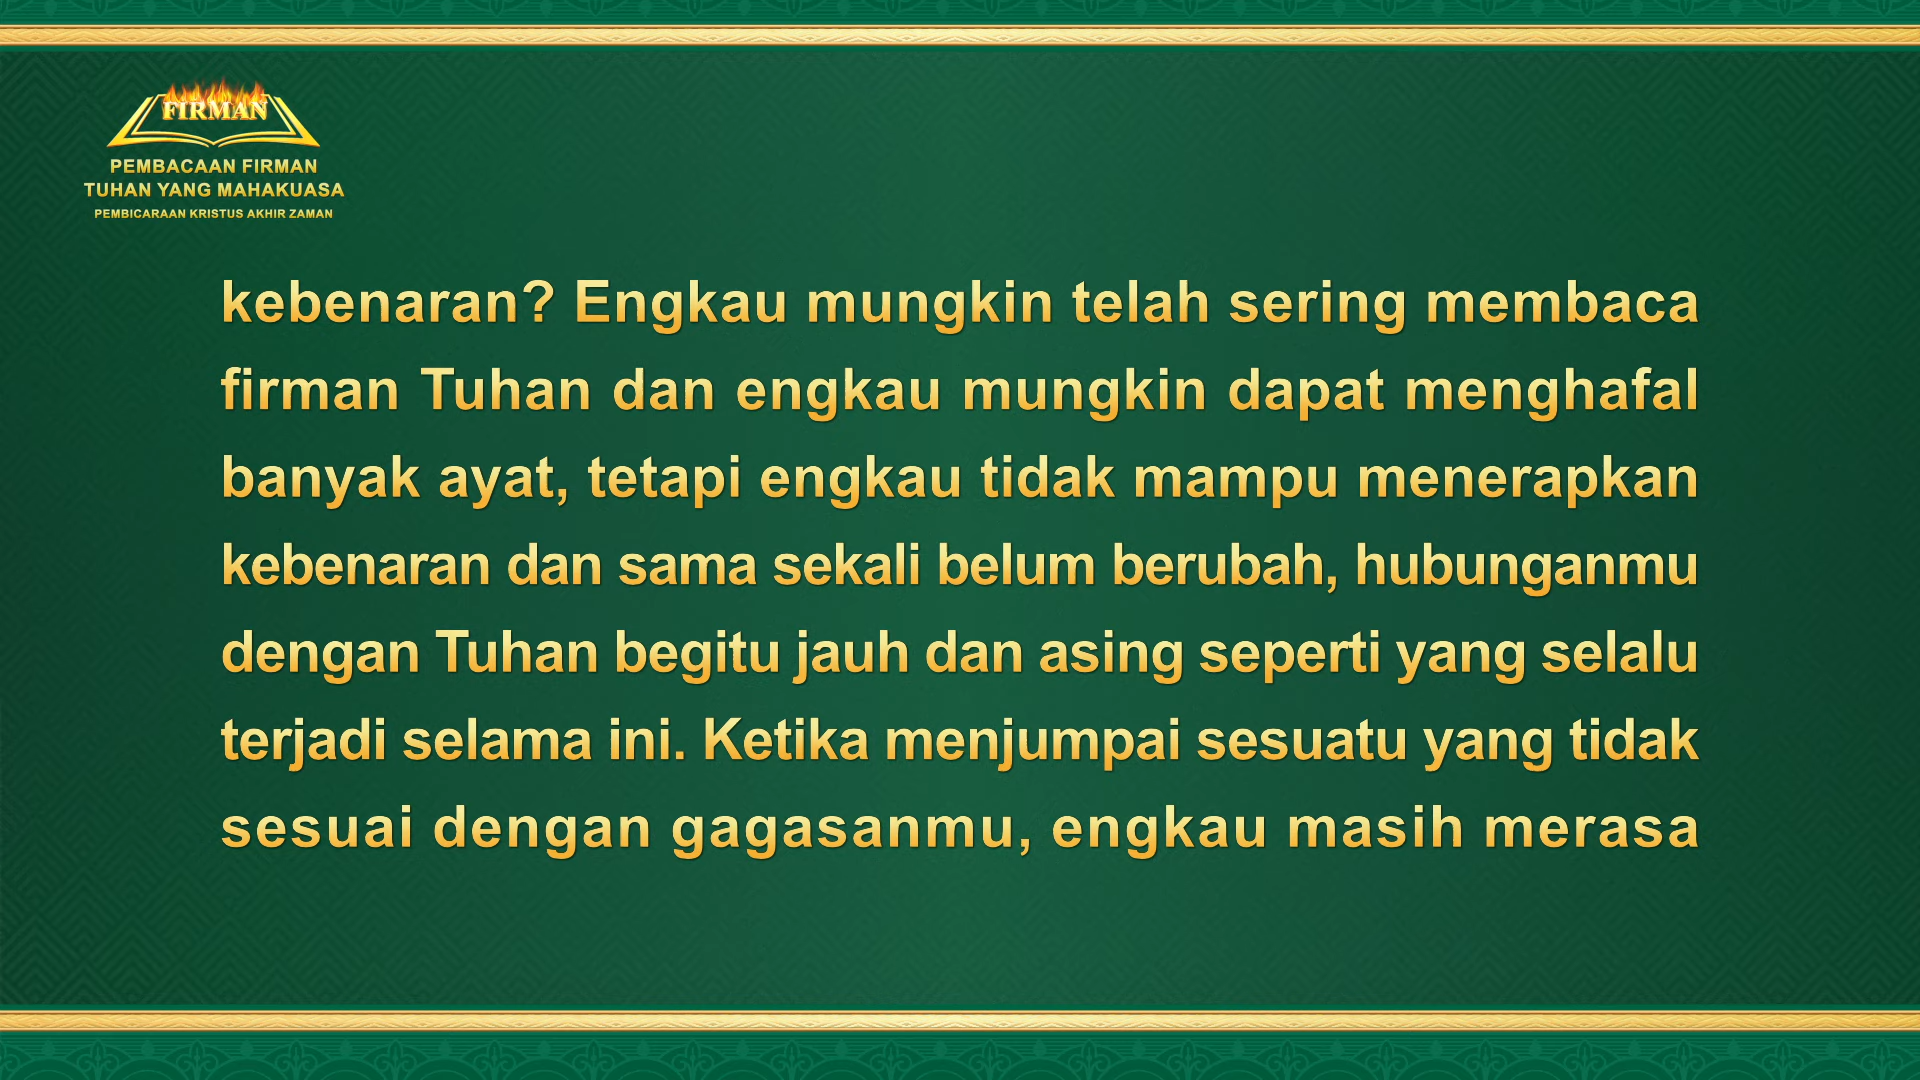 FIRMAN
PEMBACAAN FIRMAN
TUHAN YANG MAHAKUASA
PEMBICARAAN KRISTUS AKHIR ZAMAN
kebenaran? Engkau mungkin telah sering membaca
firman Tuhan dan engkau mungkin dapat menghafal
banyak ayat, tetapi engkau tidak mampu menerapkan
kebenaran dan sama sekali belum berubah, hubunganmu
dengan Tuhan begitu jauh dan asing seperti yang selalu
terjadi selama ini. Ketika menjumpai sesuatu yang tidak
sesuai dengan gagasanmu, engkau masih merasa